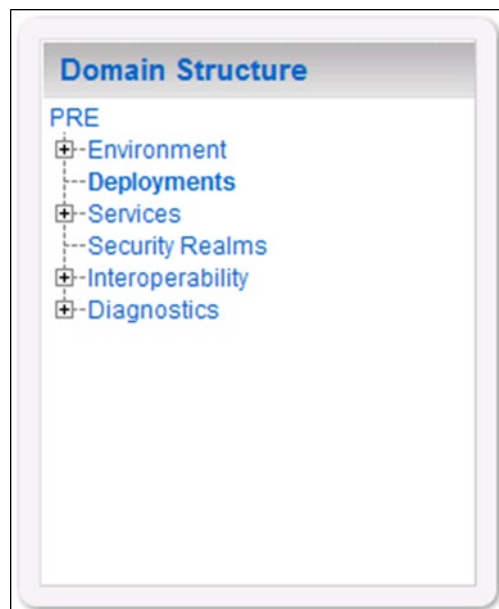 Domain Structure
PRE
Environment
Deployments
Services
Security Realms
Interoperability
Diagnostics